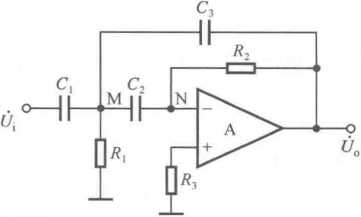 C₃
R₂
C₁ M C₂ N
U̇ᵢ
−
A
+
R₁
R₃
U̇ₒ